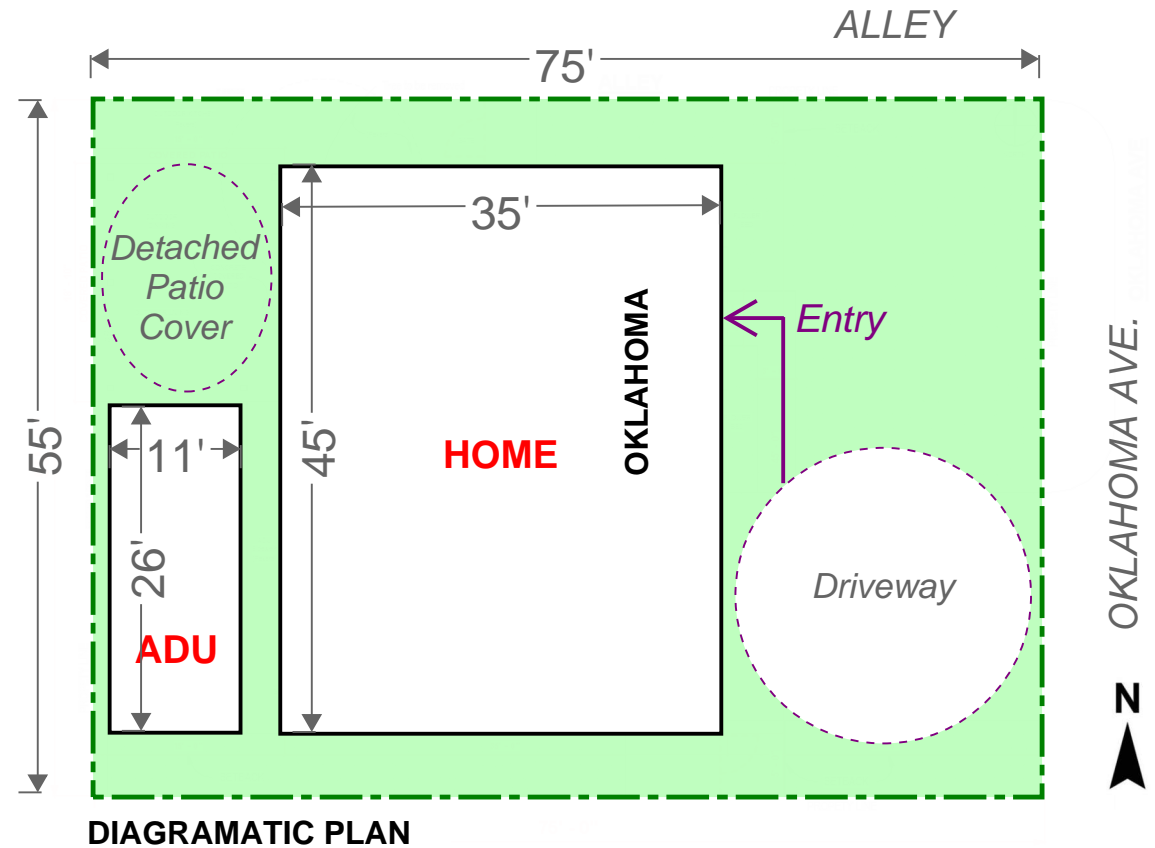 ALLEY
75'
35'
Detached
Patio
Cover
OKLAHOMA
Entry
OKLAHOMA AVE.
55'
11'
45'
HOME
26'
Driveway
ADU
N
DIAGRAMATIC PLAN